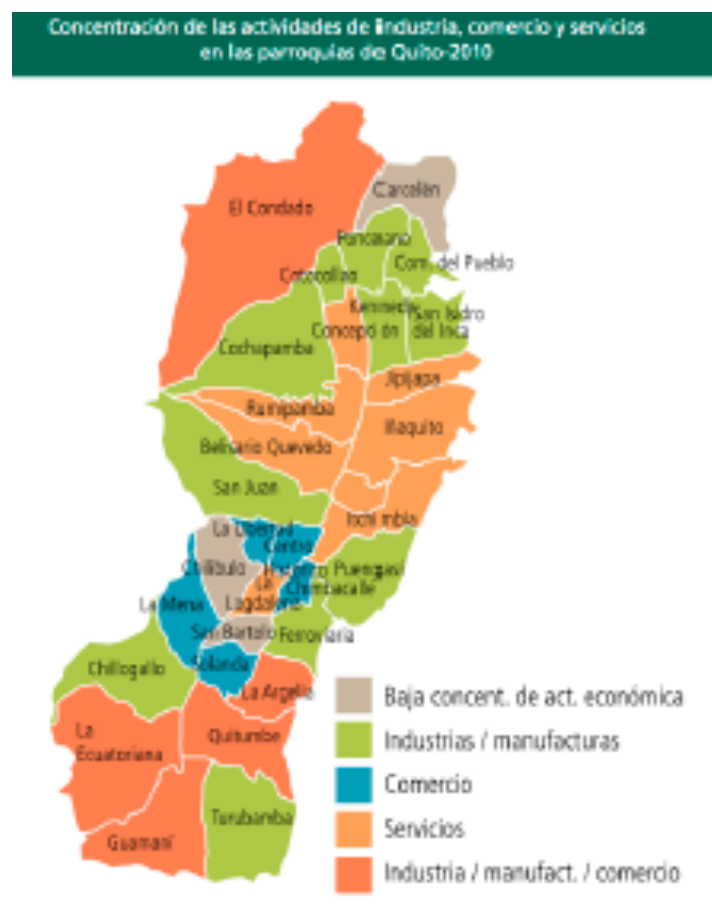 Concentración de las actividades de Industria, comercio y servicios
en las parroquias de Quito-2010
Carcelén
El Condado
Ponceano
Com. del Pueblo
Cotocollao
Kennedy
San Isidro
del Inca
Concepción
Cochapamba
Jipijapa
Rumipamba
Iñaquito
Belisario Quevedo
San Juan
Itchimbia
La Libertad
Centro
Histórico
Puengasí
Chilibulo
La
Magdalena
Chimbacalle
La Mena
San Bartolo
Ferroviaria
Chillogallo
Solanda
La Argelia
La
Ecuatoriana
Quitumbe
Turubamba
Guamaní
Baja concent. de act. económica
Industrias / manufacturas
Comercio
Servicios
Industria / manufact. / comercio